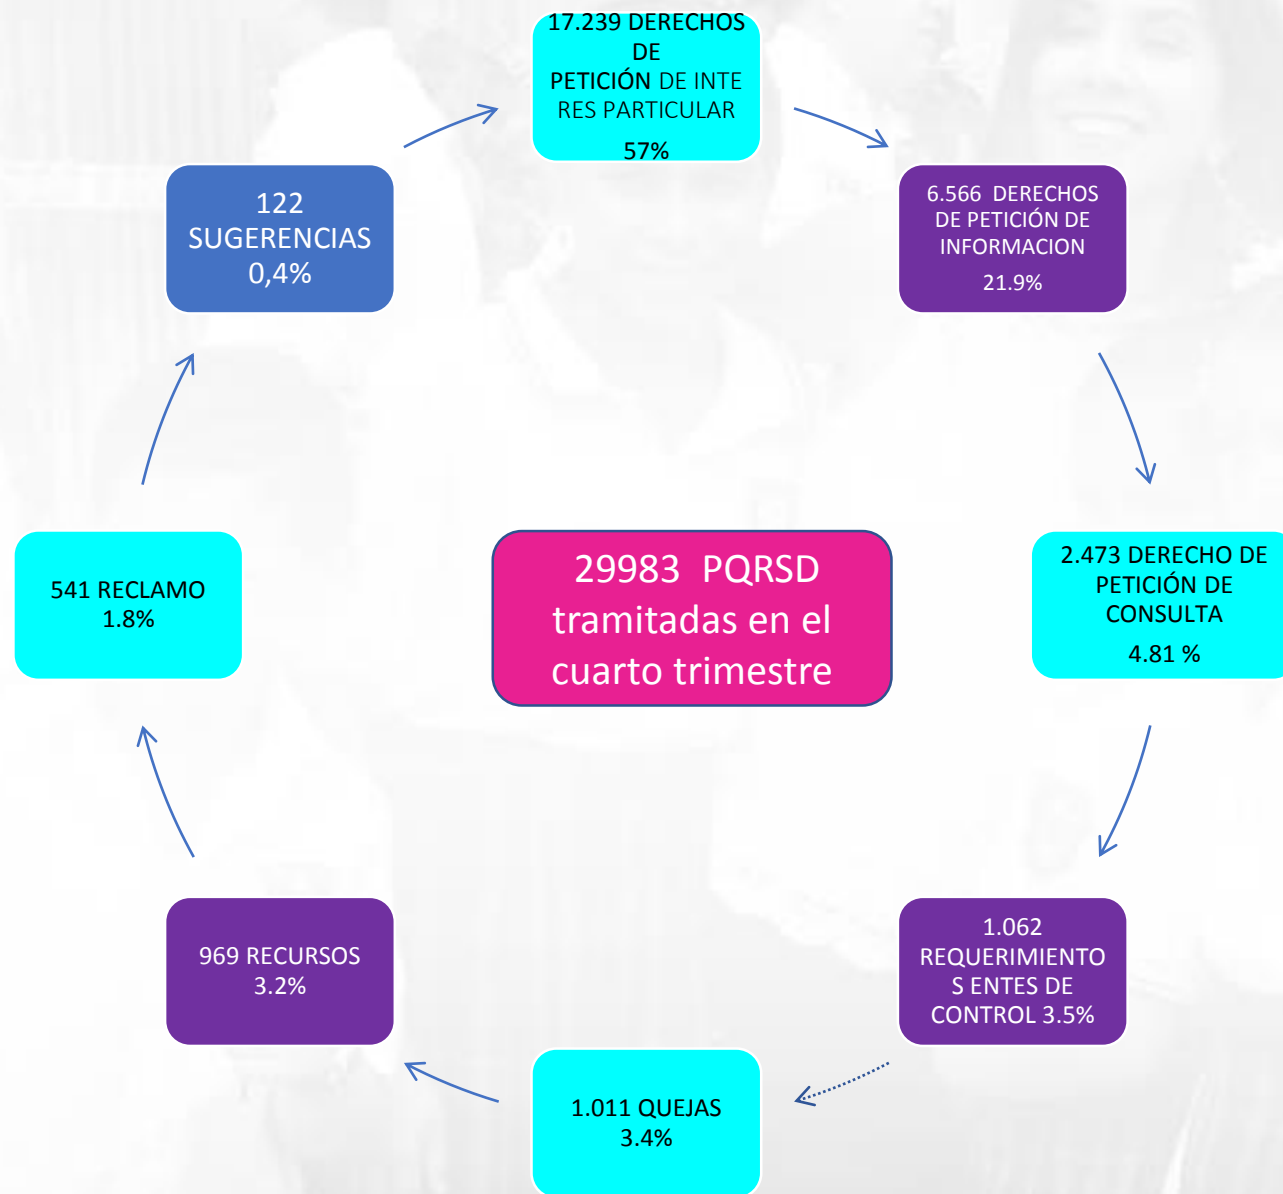 17.239 DERECHOS
DE
PETICIÓN DE INTE
RES PARTICULAR
57%
6.566 DERECHOS
DE PETICIÓN DE
INFORMACION
21.9%
2.473 DERECHO DE
PETICIÓN DE
CONSULTA
4.81 %
1.062
REQUERIMIENTO
S ENTES DE
CONTROL 3.5%
1.011 QUEJAS
3.4%
969 RECURSOS
3.2%
541 RECLAMO
1.8%
122
SUGERENCIAS
0,4%
29983 PQRSD
tramitadas en el
cuarto trimestre